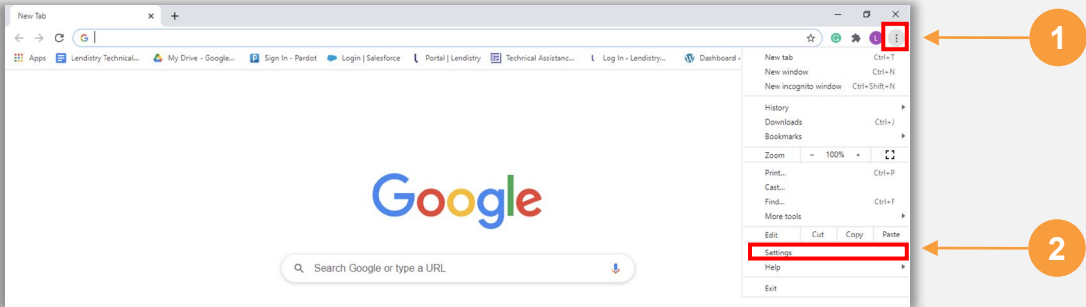 New Tab
G
Apps Lendistry Technical... My Drive - Google... Sign In - Pardot Login | Salesforce Portal | Lendistry Technical Assistanc... Log In ‹ Lendistry... Dashboard ‹
L
1
New tab Ctrl+T
New window Ctrl+N
New incognito window Ctrl+Shift+N
History
Downloads Ctrl+J
Bookmarks
Zoom - 100% +
Print... Ctrl+P
Cast...
Find... Ctrl+F
More tools
Edit Cut Copy Paste
Settings
Help
Exit
2
Google
Search Google or type a URL